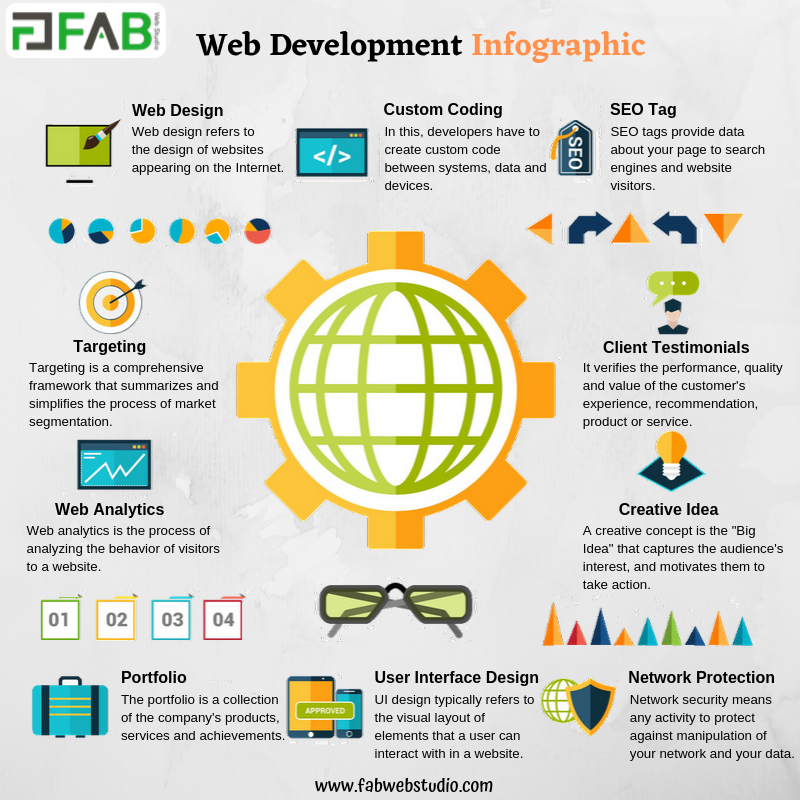 FAB
Web Studio
Web Development Infographic
Web Design
Web design refers to
the design of websites
appearing on the Internet.
</>
Custom Coding
In this, developers have to
create custom code
between systems, data and
devices.
SEO
SEO Tag
SEO tags provide data
about your page to search
engines and website
visitors.
Targeting
Targeting is a comprehensive
framework that summarizes and
simplifies the process of market
segmentation.
Client Testimonials
It verifies the performance, quality
and value of the customer's
experience, recommendation,
product or service.
Web Analytics
Web analytics is the process of
analyzing the behavior of visitors
to a website.
Creative Idea
A creative concept is the "Big
Idea" that captures the audience's
interest, and motivates them to
take action.
01 02 03 04
Portfolio
The portfolio is a collection
of the company's products,
services and achievements.
APPROVED
User Interface Design
UI design typically refers to
the visual layout of
elements that a user can
interact with in a website.
Network Protection
Network security means
any activity to protect
against manipulation of
your network and your data.
www.fabwebstudio.com